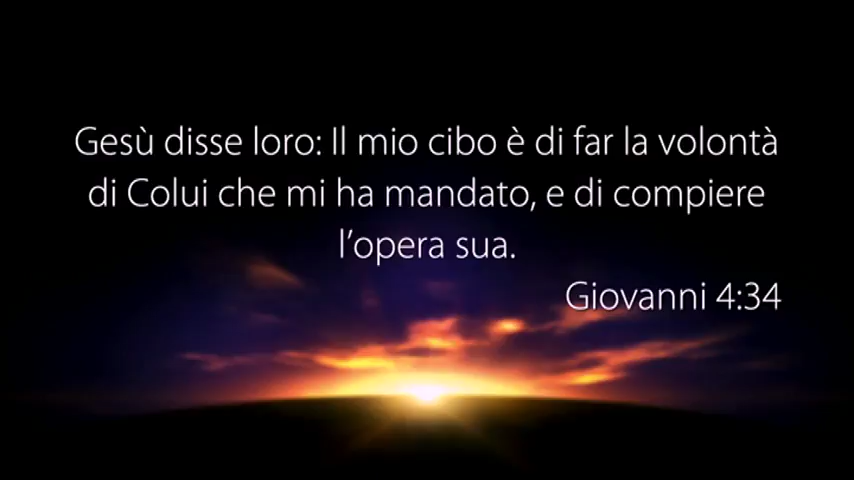 Gesù disse loro: Il mio cibo è di far la volontà
di Colui che mi ha mandato, e di compiere
l’opera sua.
Giovanni 4:34